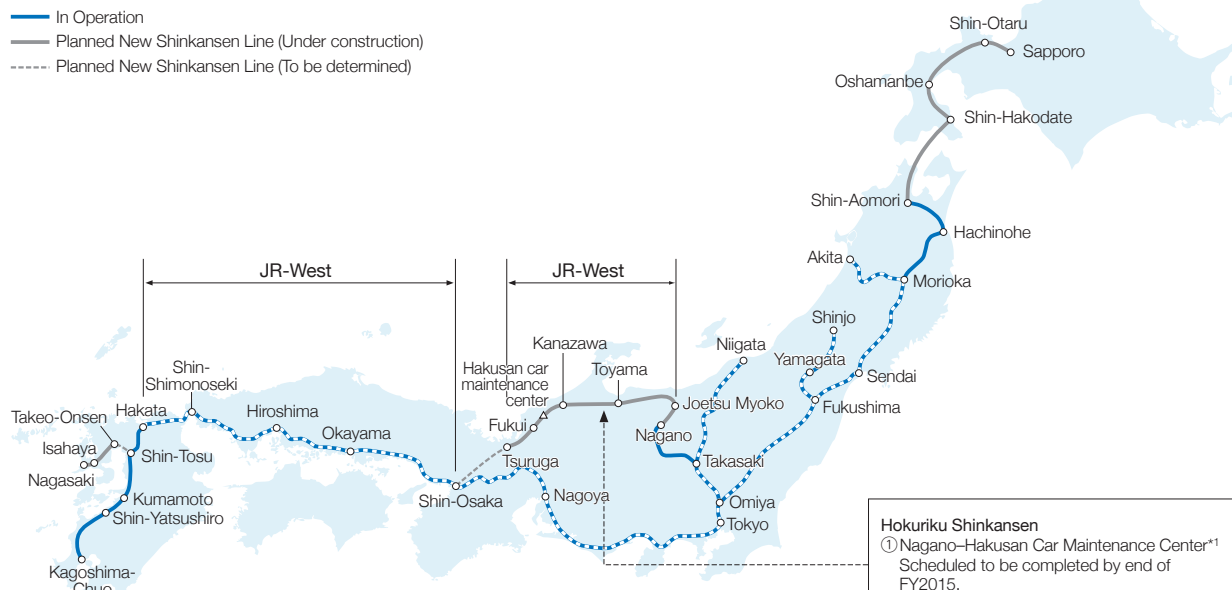 In Operation
Planned New Shinkansen Line (Under construction)
Planned New Shinkansen Line (To be determined)
Shin-Otaru
Sapporo
Oshamanbe
Shin-Hakodate
Shin-Aomori
Hachinohe
Akita
Morioka
JR-West
JR-West
Shinjo
Kanazawa
Niigata
Yamagata
Hakusan car
maintenance
center
Toyama
Sendai
Shin-
Shimonoseki
Takeo-Onsen
Hakata
Hiroshima
Joetsu Myoko
Fukushima
Fukui
Nagano
Isahaya
Okayama
Shin-Tosu
Tsuruga
Takasaki
Nagasaki
Kumamoto
Shin-Osaka
Nagoya
Omiya
Shin-Yatsushiro
Tokyo
Kagoshima-
Chuo
Hokuriku Shinkansen
①Nagano–Hakusan Car Maintenance Center*1
Scheduled to be completed by end of
FY2015.